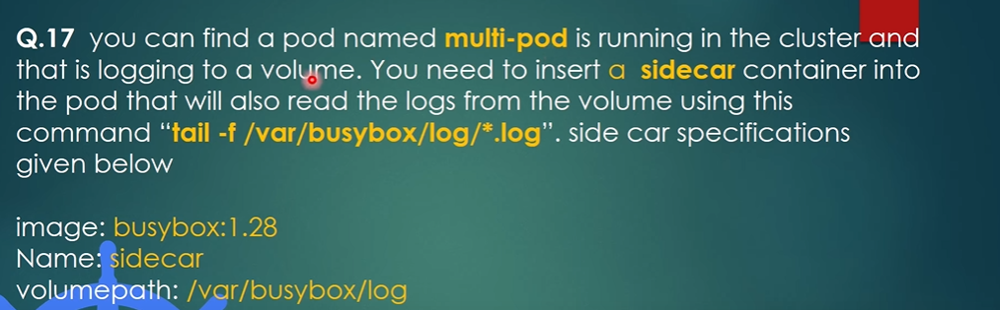 Q.17 you can find a pod named multi-pod is running in the cluster and
that is logging to a volume. You need to insert a sidecar container into
the pod that will also read the logs from the volume using this
command “tail -f /var/busybox/log/*.log”. side car specifications
given below
image: busybox:1.28
Name: sidecar
volumepath: /var/busybox/log